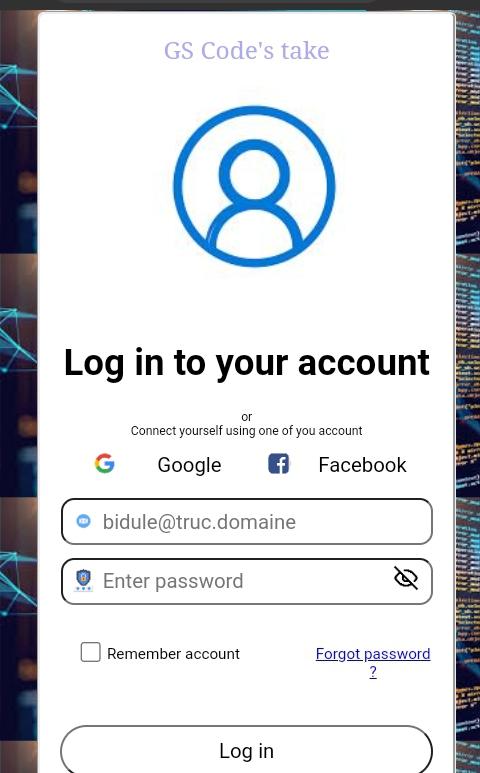 GS Code's take
Log in to your account
or
Connect yourself using one of you account
Google Facebook
bidule@truc.domaine
Enter password
Remember account Forgot password
?
Log in